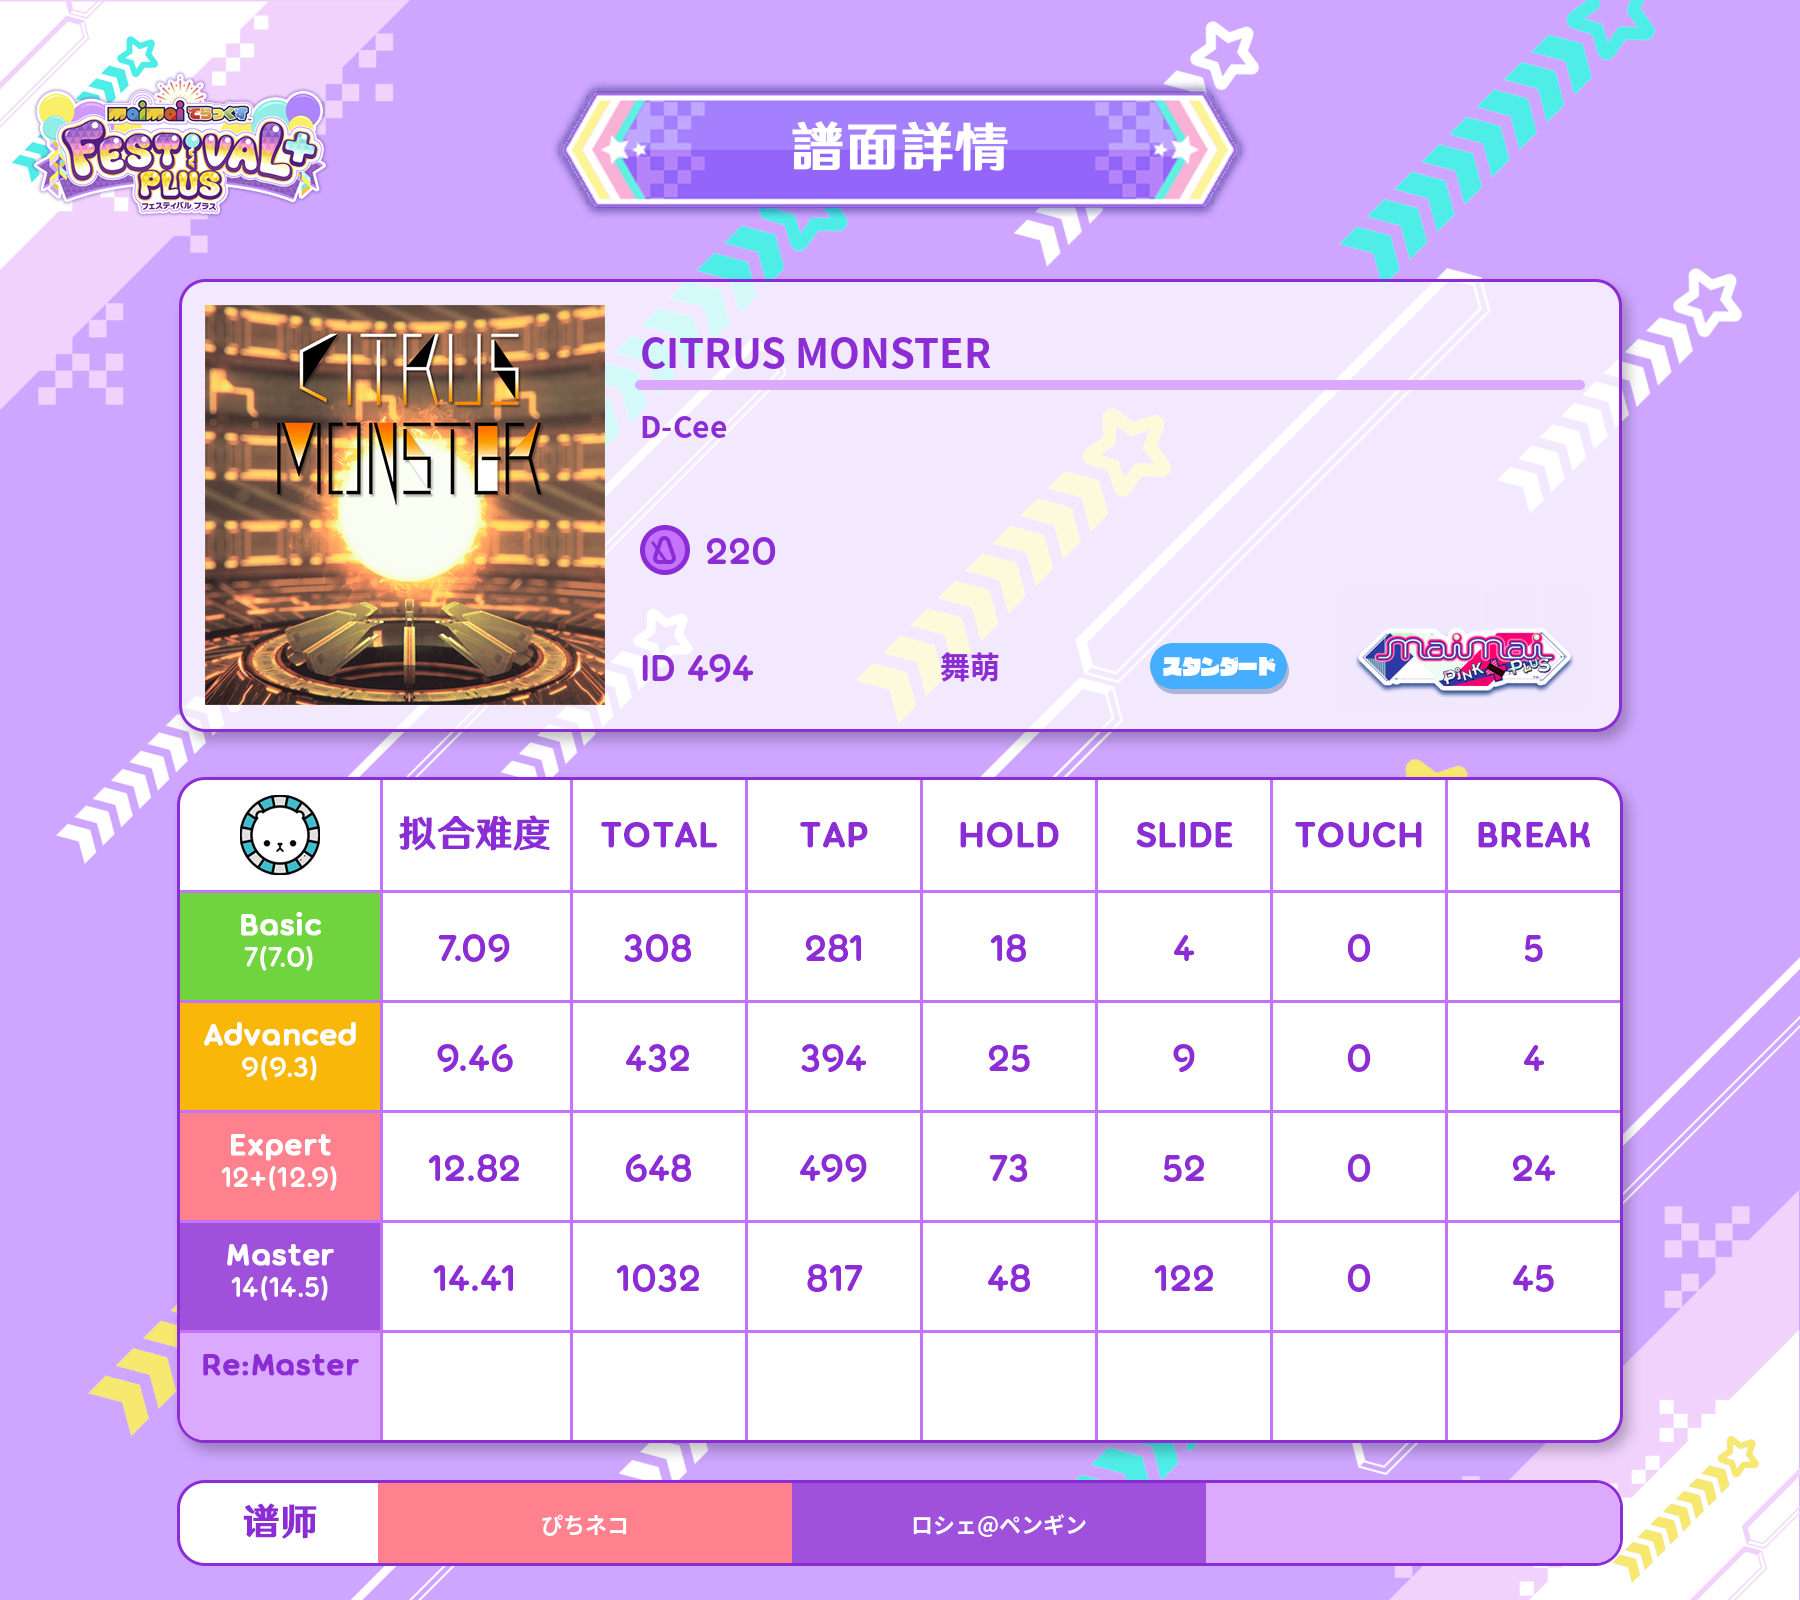 maimai でらっくす
FESTiVAL+
PLUS
フェスティバル プラス
譜面詳情
CITRUS
MONSTER
CITRUS MONSTER
D-Cee
220
ID 494
舞萌
スタンダード
maimai
PiNK PLUS
拟合难度 TOTAL TAP HOLD SLIDE TOUCH BREAK
Basic
7(7.0)
7.09 308 281 18 4 0 5
Advanced
9(9.3)
9.46 432 394 25 9 0 4
Expert
12+(12.9)
12.82 648 499 73 52 0 24
Master
14(14.5)
14.41 1032 817 48 122 0 45
Re:Master
谱师 ぴちネコ ロシェ@ペンギン